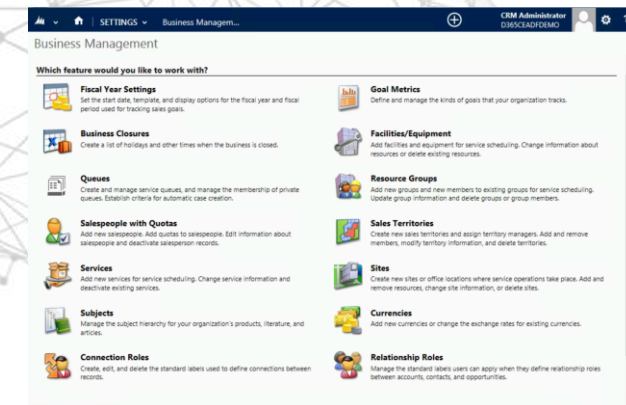 SETTINGS
Business Managem...
CRM Administrator
D365CEADFDEMO
Business Management
Which feature would you like to work with?
Fiscal Year Settings
Set the start date, template, and display options for the fiscal year and fiscal
period used for tracking sales goals.
Goal Metrics
Define and manage the kinds of goals that your organization tracks.
Business Closures
Create a list of holidays and other times when the business is closed.
Facilities/Equipment
Add facilities and equipment for service scheduling. Change information about
resources or delete existing resources.
Queues
Create and manage service queues, and manage the membership of private
queues. Establish criteria for automatic case creation.
Resource Groups
Add new groups and new members to existing groups for service scheduling.
Update group information and delete groups or group members.
Salespeople with Quotas
Add new salespeople. Add quotas to salespeople. Edit information about
salespeople and deactivate salesperson records.
Sales Territories
Create new sales territories and assign territory managers. Add and remove
members, modify territory information, and delete territories.
Services
Add new services for service scheduling. Change service information and
deactivate existing services.
Sites
Create new sites or office locations where service operations take place. Add and
remove resources, change site information, or delete sites.
Subjects
Manage the subject hierarchy for your organization's products, literature, and
articles.
Currencies
Add new currencies or change the exchange rates for existing currencies.
Connection Roles
Create, edit, and delete the standard labels used to define connections between
records.
Relationship Roles
Manage the standard labels users can apply when they define relationship roles
between accounts, contacts, and opportunities.